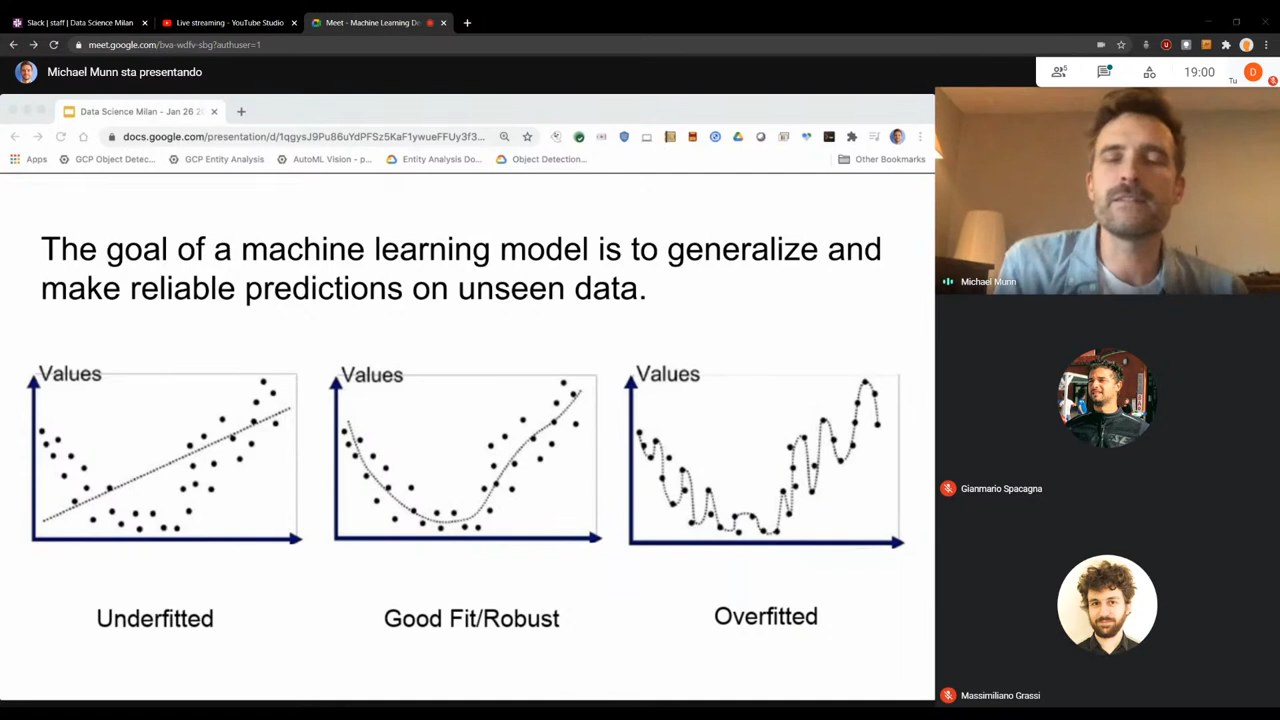 Slack | staff | Data Science Milan
Live streaming - YouTube Studio
Meet - Machine Learning De
meet.google.com/bva-wdfv-sbg?authuser=1
Michael Munn sta presentando
5
19:00
D
Tu
Data Science Milan - Jan 26 2
docs.google.com/presentation/d/1qgysJ9Pu86uYdPFSz5KaF1ywueFFUy3f3...
Apps
GCP Object Detec...
GCP Entity Analysis
AutoML Vision - p...
Entity Analysis Do...
Object Detection...
Other Bookmarks
The goal of a machine learning model is to generalize and
make reliable predictions on unseen data.
Values
Values
Values
Underfitted
Good Fit/Robust
Overfitted
Michael Munn
Gianmario Spacagna
Massimiliano Grassi